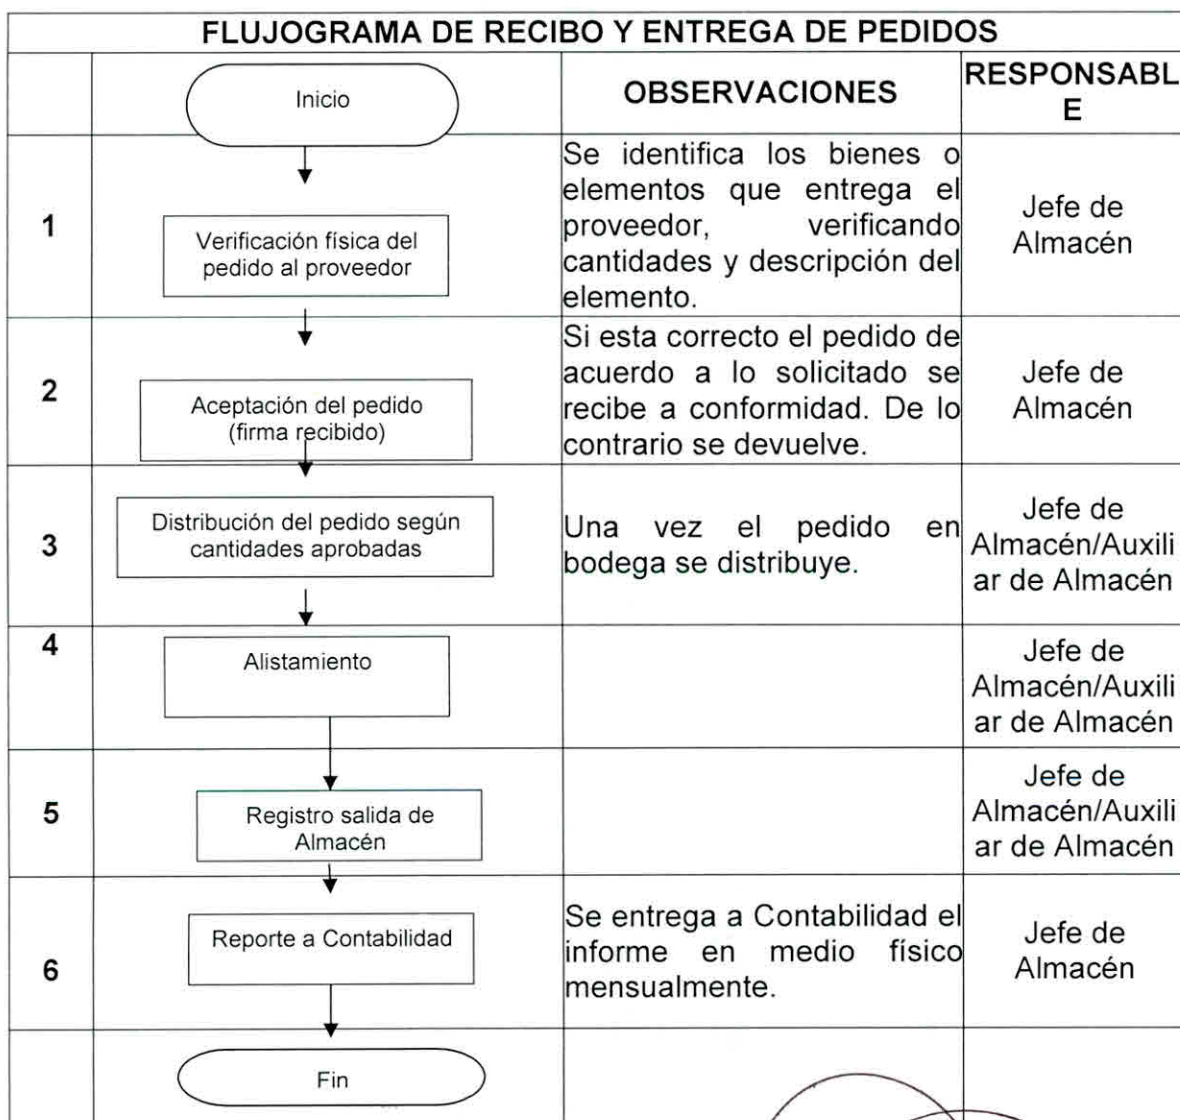 FLUJOGRAMA DE RECIBO Y ENTREGA DE PEDIDOS
Inicio
OBSERVACIONES
RESPONSABL
E
1
Verificación física del
pedido al proveedor
Se identifica los bienes o
elementos que entrega el
proveedor, verificando
cantidades y descripción del
elemento.
Jefe de
Almacén
2
Aceptación del pedido
(firma recibido)
Si esta correcto el pedido de
acuerdo a lo solicitado se
recibe a conformidad. De lo
contrario se devuelve.
Jefe de
Almacén
3
Distribución del pedido según
cantidades aprobadas
Una vez el pedido en
bodega se distribuye.
Jefe de
Almacén/Auxili
ar de Almacén
4
Alistamiento
Jefe de
Almacén/Auxili
ar de Almacén
5
Registro salida de
Almacén
Jefe de
Almacén/Auxili
ar de Almacén
6
Reporte a Contabilidad
Se entrega a Contabilidad el
informe en medio físico
mensualmente.
Jefe de
Almacén
Fin